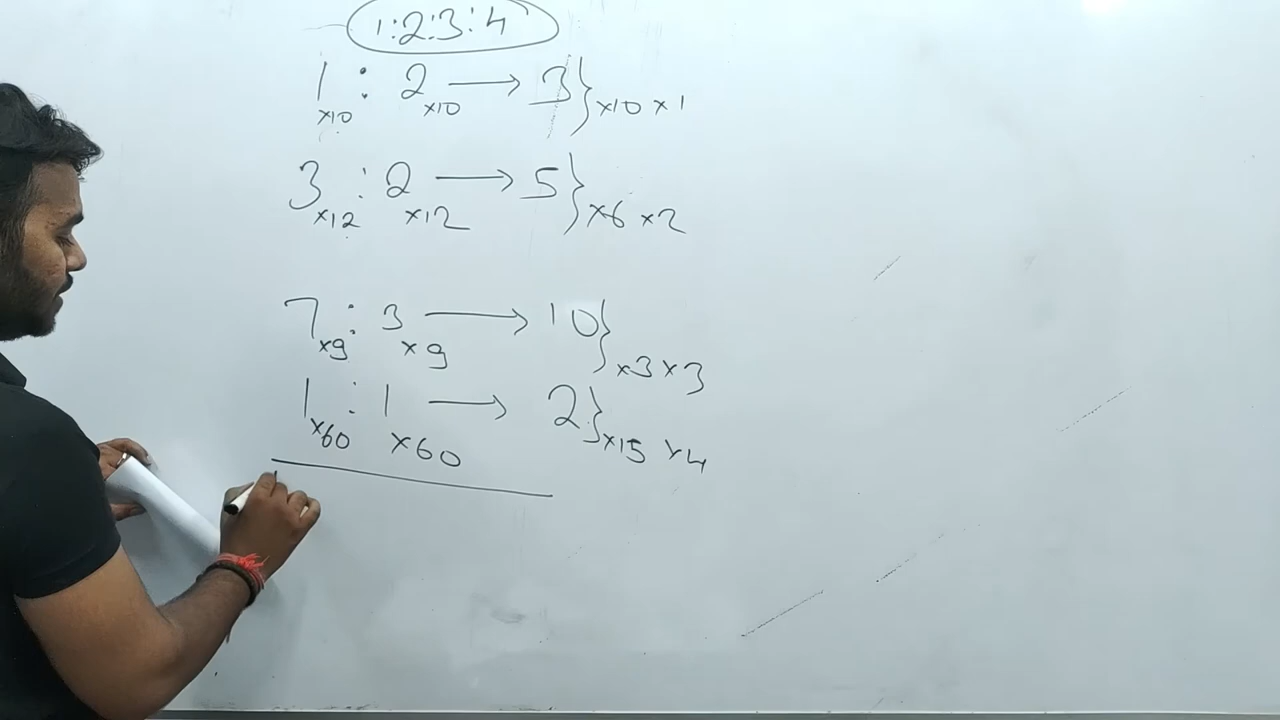 1:2:3:4
1 : 2 → 3} ×10 ×1
×10 ×10
3 : 2 → 5} ×6 ×2
×12 ×12
7 : 3 → 10} ×3 ×3
×9 ×9
1 : 1 → 2} ×15 ×4
×60 ×60